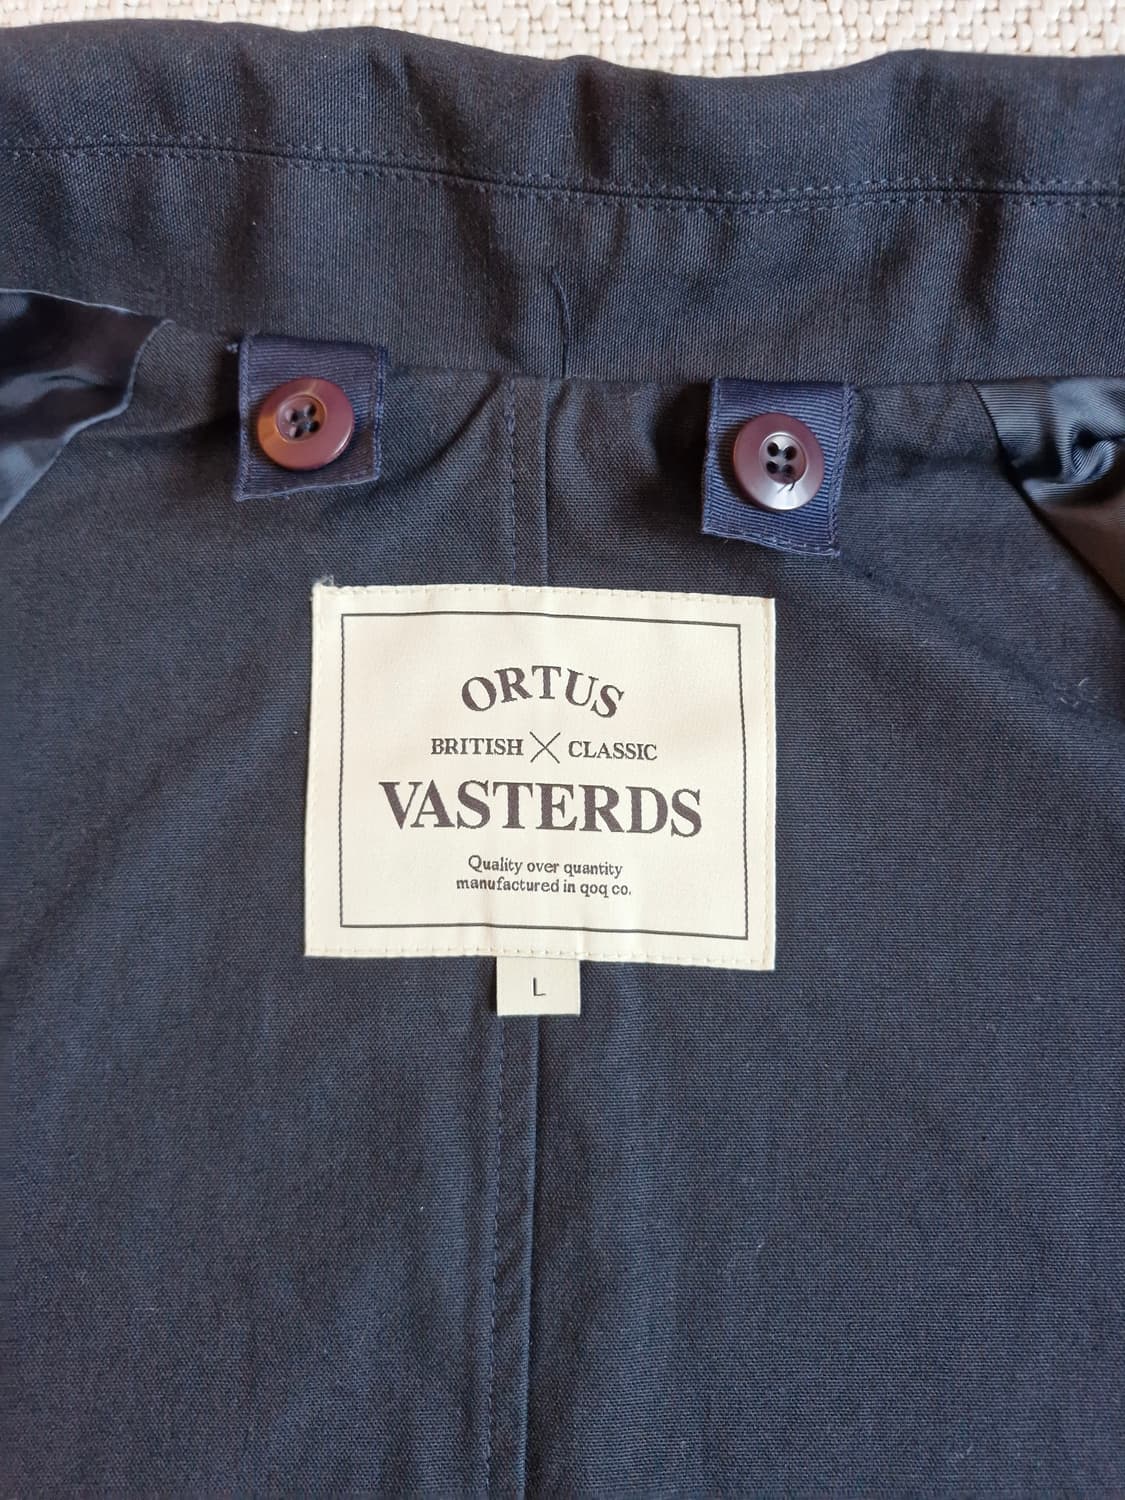 ORTUS
BRITISH CLASSIC
VASTERDS
Quality over quantity
manufactured in qoq co.
L